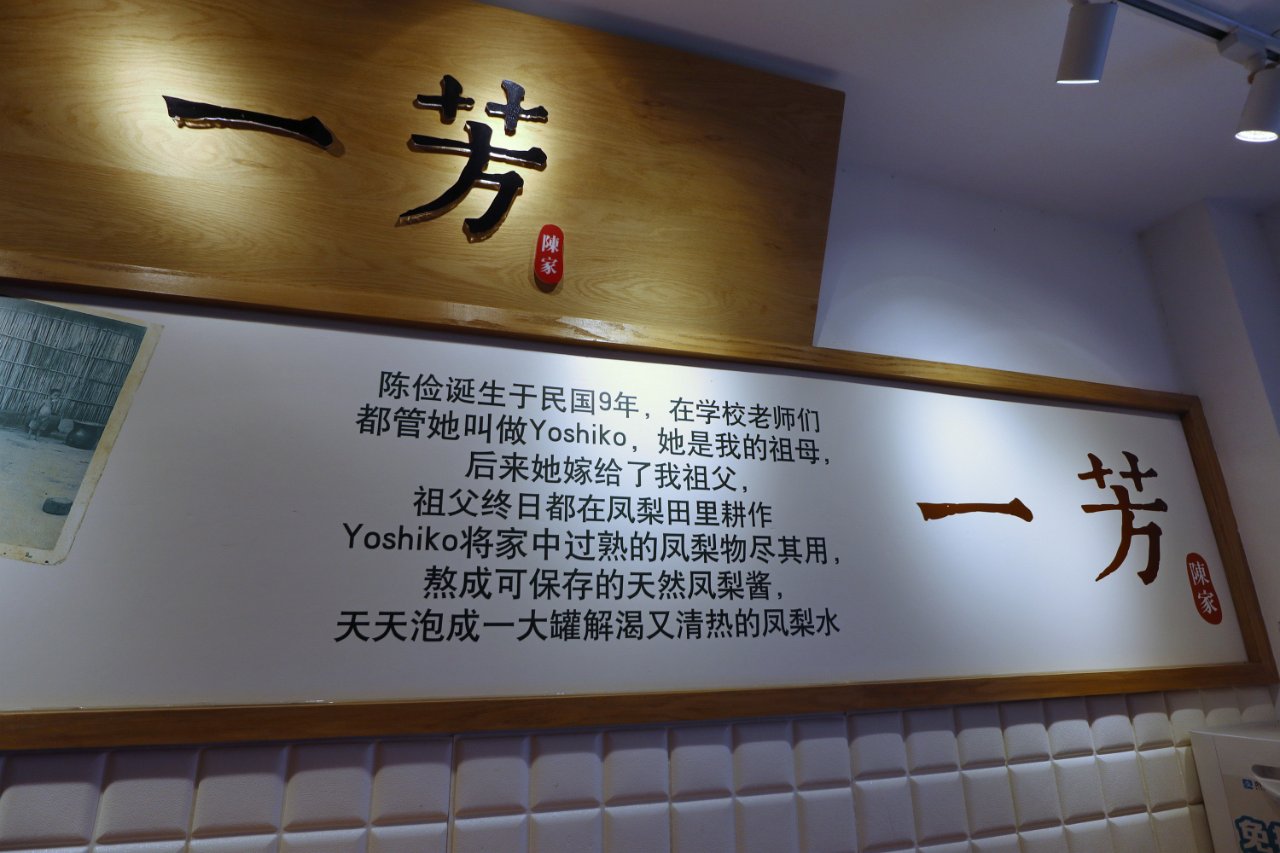 一芳
陳家
陈俭诞生于民国9年，在学校老师们
都管她叫做Yoshiko，她是我的祖母，
后来她嫁给了我祖父，
祖父终日都在凤梨田里耕作
Yoshiko将家中过熟的凤梨物尽其用，
熬成可保存的天然凤梨酱，
天天泡成一大罐解渴又清热的凤梨水
一芳
陳家
免